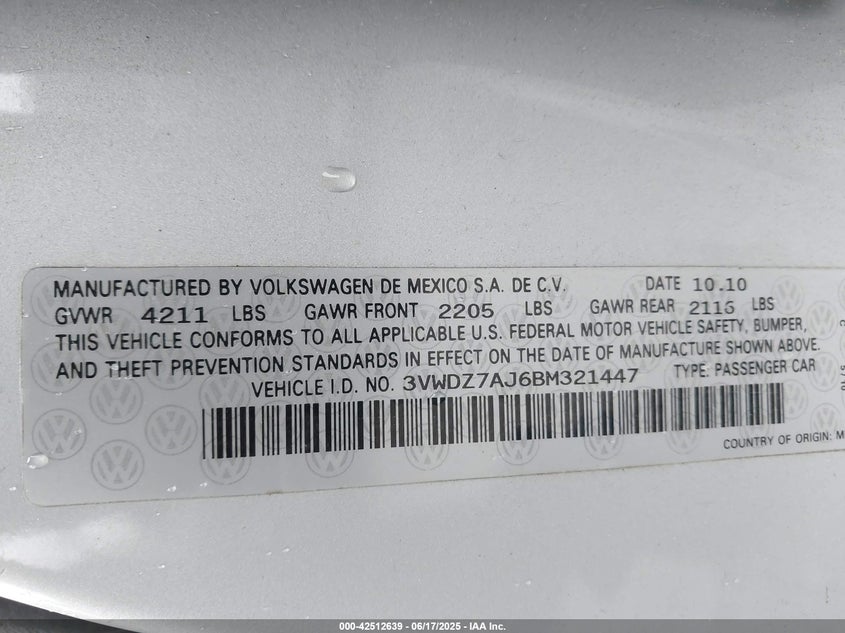 MANUFACTURED BY VOLKSWAGEN DE MEXICO S.A. DE C.V. DATE 10.10
GVWR 4211 LBS GAWR FRONT 2205 LBS GAWR REAR 2116 LBS
THIS VEHICLE CONFORMS TO ALL APPLICABLE U.S. FEDERAL MOTOR VEHICLE SAFETY, BUMPER,
AND THEFT PREVENTION STANDARDS IN EFFECT ON THE DATE OF MANUFACTURE SHOWN ABOVE.
VEHICLE I.D. NO. 3VWDZ7AJ6BM321447 TYPE: PASSENGER CAR
COUNTRY OF ORIGIN: M
000-42512639 - 06/17/2025 - IAA Inc.